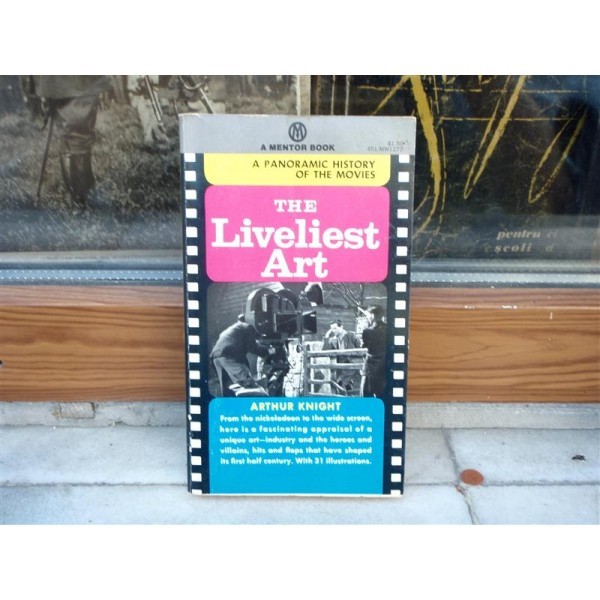 A MENTOR BOOK
A PANORAMIC HISTORY
OF THE MOVIES
THE
Liveliest
Art
ARTHUR KNIGHT
From the nickelodeon to the wide screen,
here is a fascinating appraisal of a
unique art—industry and the heroes and
villains, hits and flops that have shaped
its first half century. With 31 illustrations.
pentru